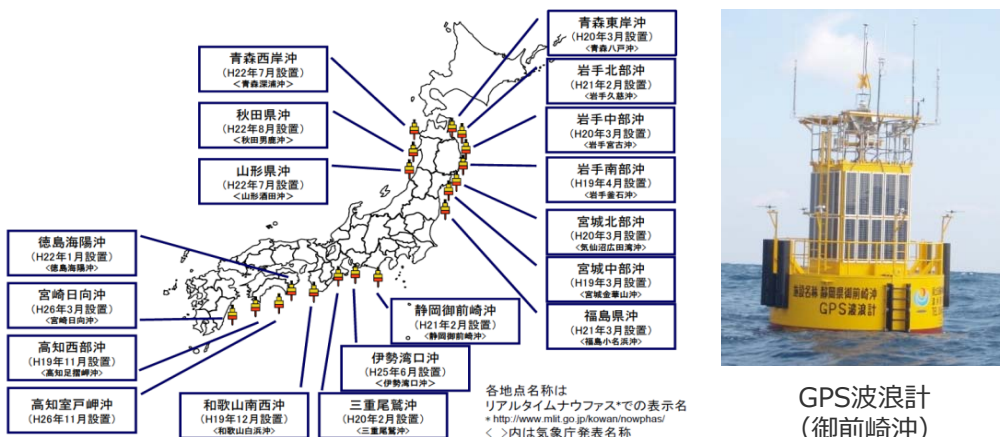 青森東岸沖
(H20年3月設置)
<青森八戸沖>
岩手北部沖
(H21年2月設置)
<岩手久慈沖>
岩手中部沖
(H20年3月設置)
<岩手宮古沖>
岩手南部沖
(H19年4月設置)
<岩手釜石沖>
宮城北部沖
(H20年3月設置)
<気仙沼広田湾沖>
宮城中部沖
(H19年3月設置)
<宮城金華山沖>
福島県沖
(H21年3月設置)
<福島小名浜沖>
青森西岸沖
(H22年7月設置)
<青森深浦沖>
秋田県沖
(H22年8月設置)
<秋田男鹿沖>
山形県沖
(H22年7月設置)
<山形酒田沖>
徳島海陽沖
(H22年1月設置)
<徳島海陽沖>
宮崎日向沖
(H26年3月設置)
<宮崎日向沖>
高知西部沖
(H19年11月設置)
<高知足摺岬沖>
高知室戸岬沖
(H26年11月設置)
和歌山南西沖
(H19年12月設置)
<和歌山白浜沖>
三重尾鷲沖
(H20年2月設置)
<三重尾鷲沖>
伊勢湾口沖
(H25年6月設置)
<伊勢湾口沖>
静岡御前崎沖
(H21年2月設置)
<静岡御前崎沖>
各地点名称は
リアルタイムナウファス*での表示名
* http://www.mlit.go.jp/kowan/nowphas/
< >内は気象庁発表名称
施設名称 静岡県御前崎沖
GPS波浪計
GPS波浪計
(御前崎沖)